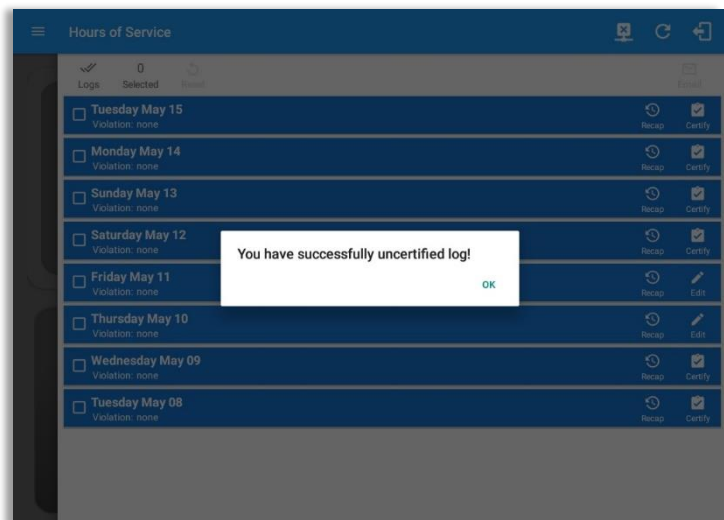 Hours of Service
0
Logs Selected Reset Email
Tuesday May 15
Violation: none
Recap Certify
Monday May 14
Violation: none
Recap Certify
Sunday May 13
Violation: none
Recap Certify
Saturday May 12
Violation: none
Recap Certify
You have successfully uncertified log!
OK
Friday May 11
Violation: none
Recap Edit
Thursday May 10
Violation: none
Recap Edit
Wednesday May 09
Violation: none
Recap Certify
Tuesday May 08
Violation: none
Recap Certify